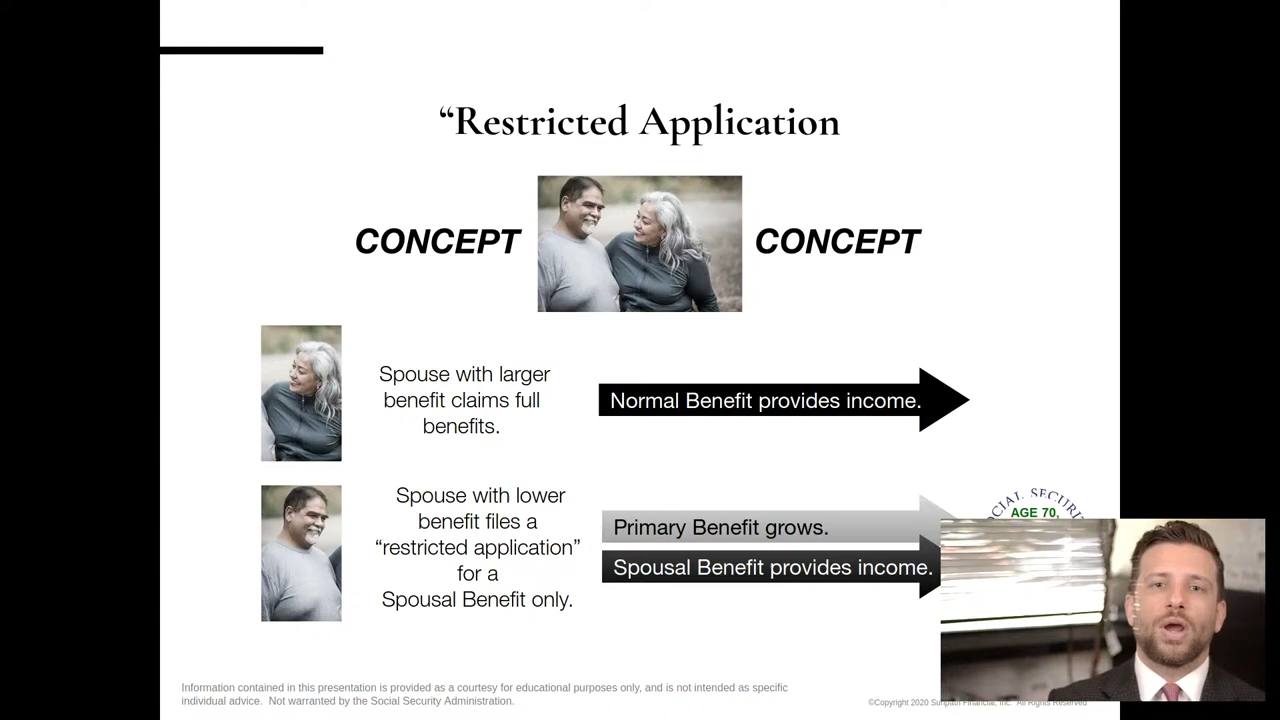 “Restricted Application
CONCEPT
CONCEPT
Spouse with larger
benefit claims full
benefits.
Normal Benefit provides income.
Spouse with lower
benefit files a
“restricted application”
for a
Spousal Benefit only.
Primary Benefit grows.
Spousal Benefit provides income.
AGE 70,
Information contained in this presentation is provided as a courtesy for educational purposes only, and is not intended as specific
individual advice. Not warranted by the Social Security Administration.
©Copyright 2020 Sunpath Financial, Inc. All Rights Reserved